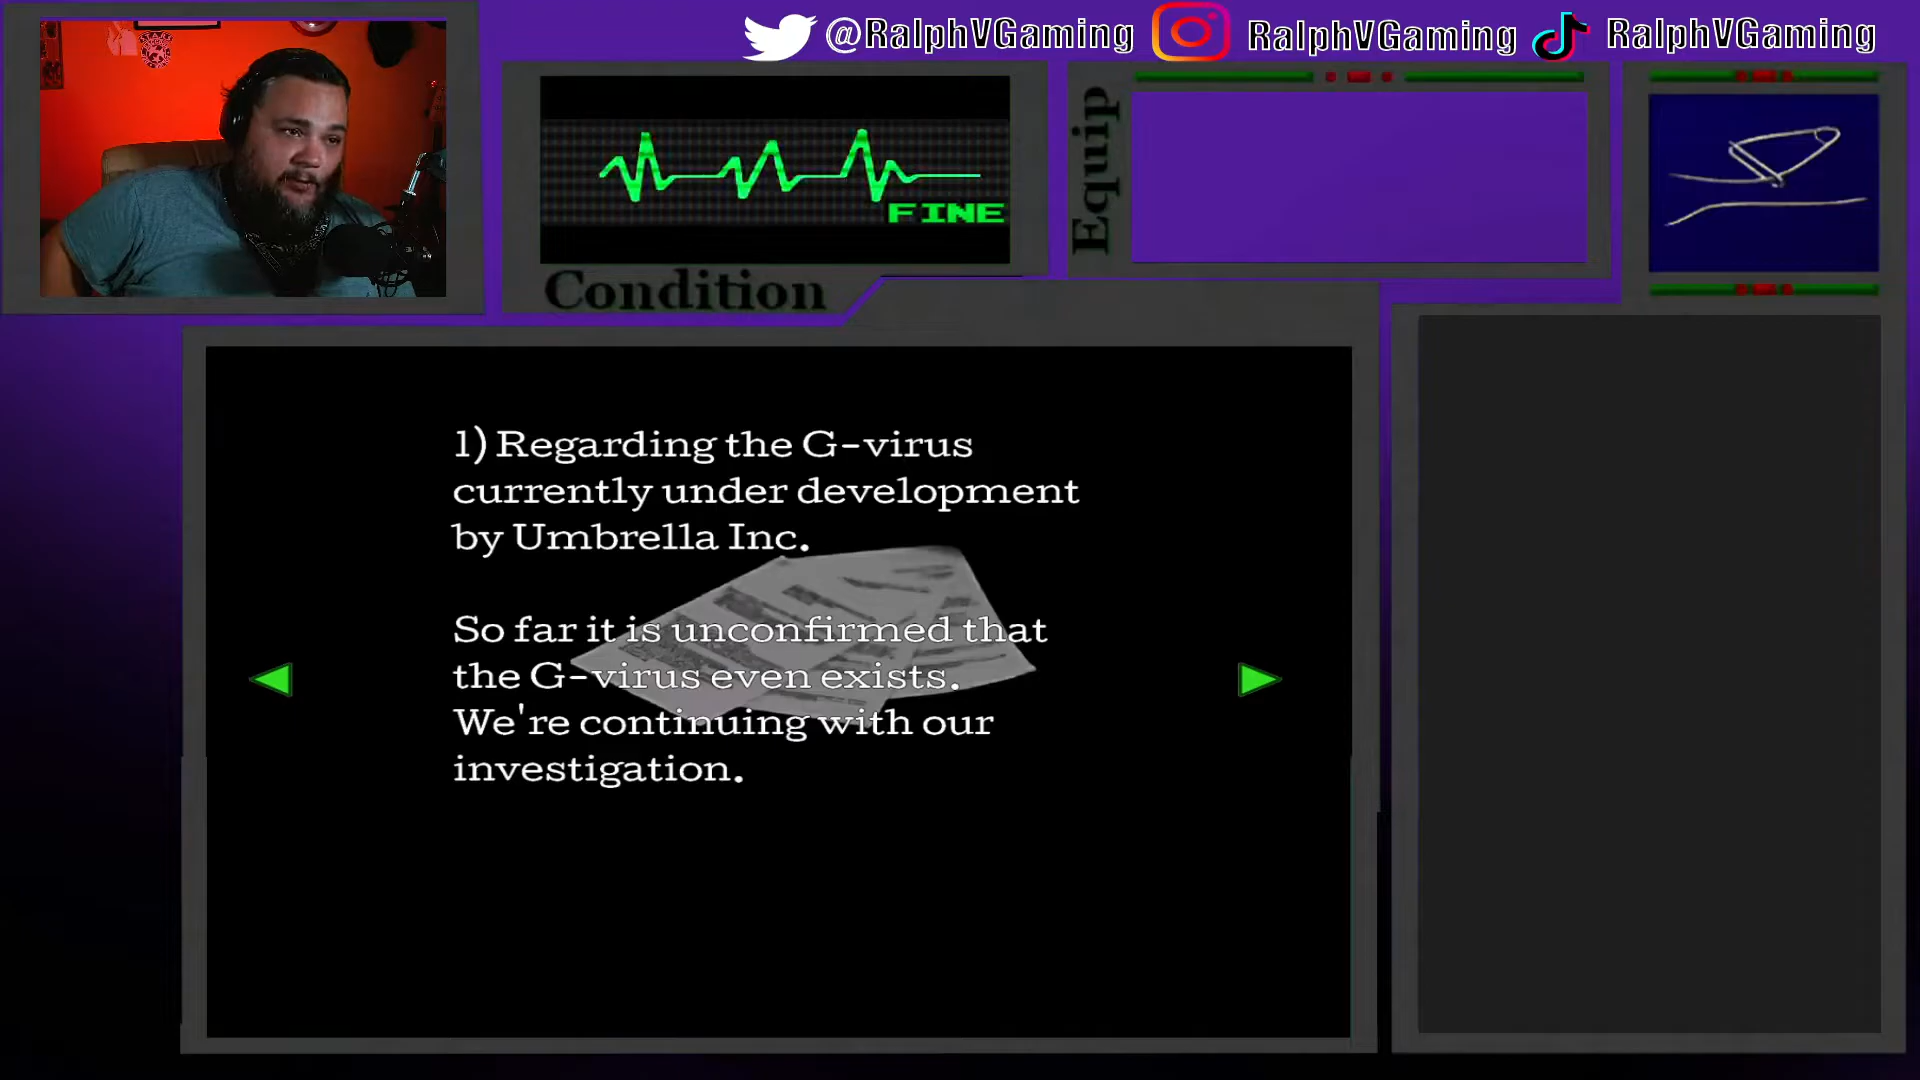 @RalphVGaming RalphVGaming RalphVGaming
FINE
Condition
Equip
1) Regarding the G-virus
currently under development
by Umbrella Inc.
So far it is unconfirmed that
the G-virus even exists.
We're continuing with our
investigation.